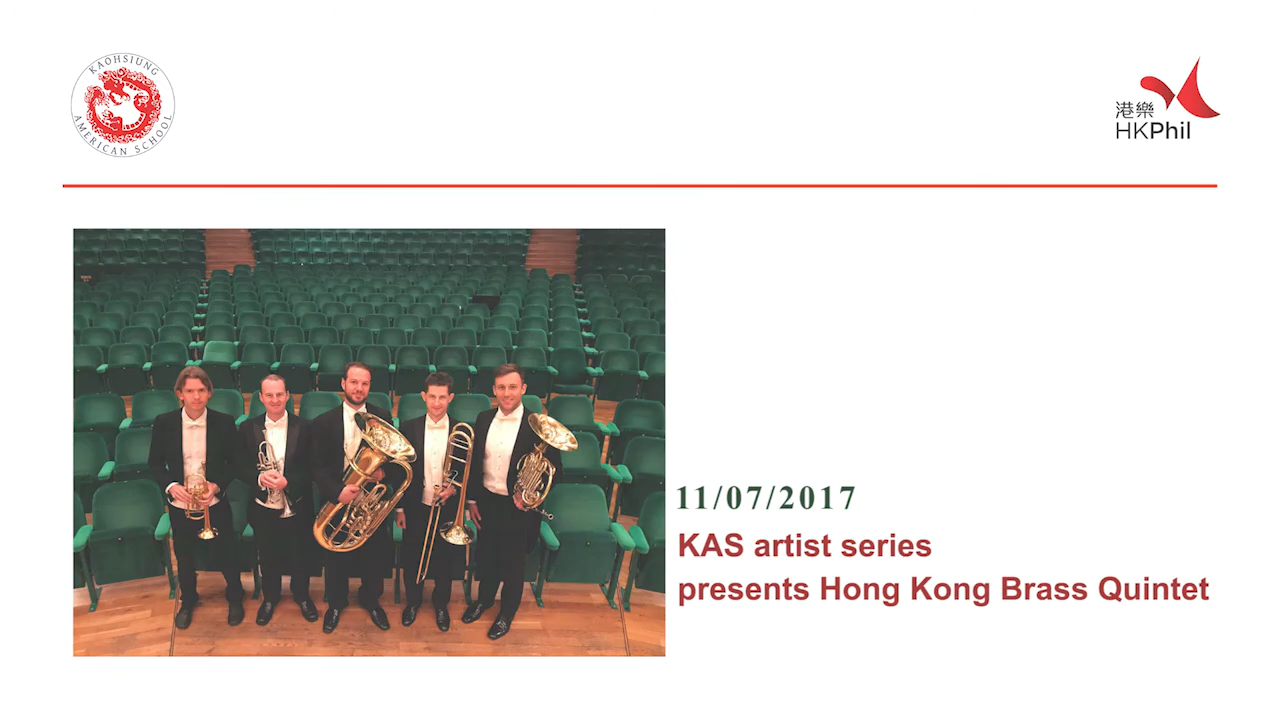 KAOHSIUNG
AMERICAN SCHOOL
港樂
HKPhil
11/07/2017
KAS artist series
presents Hong Kong Brass Quintet